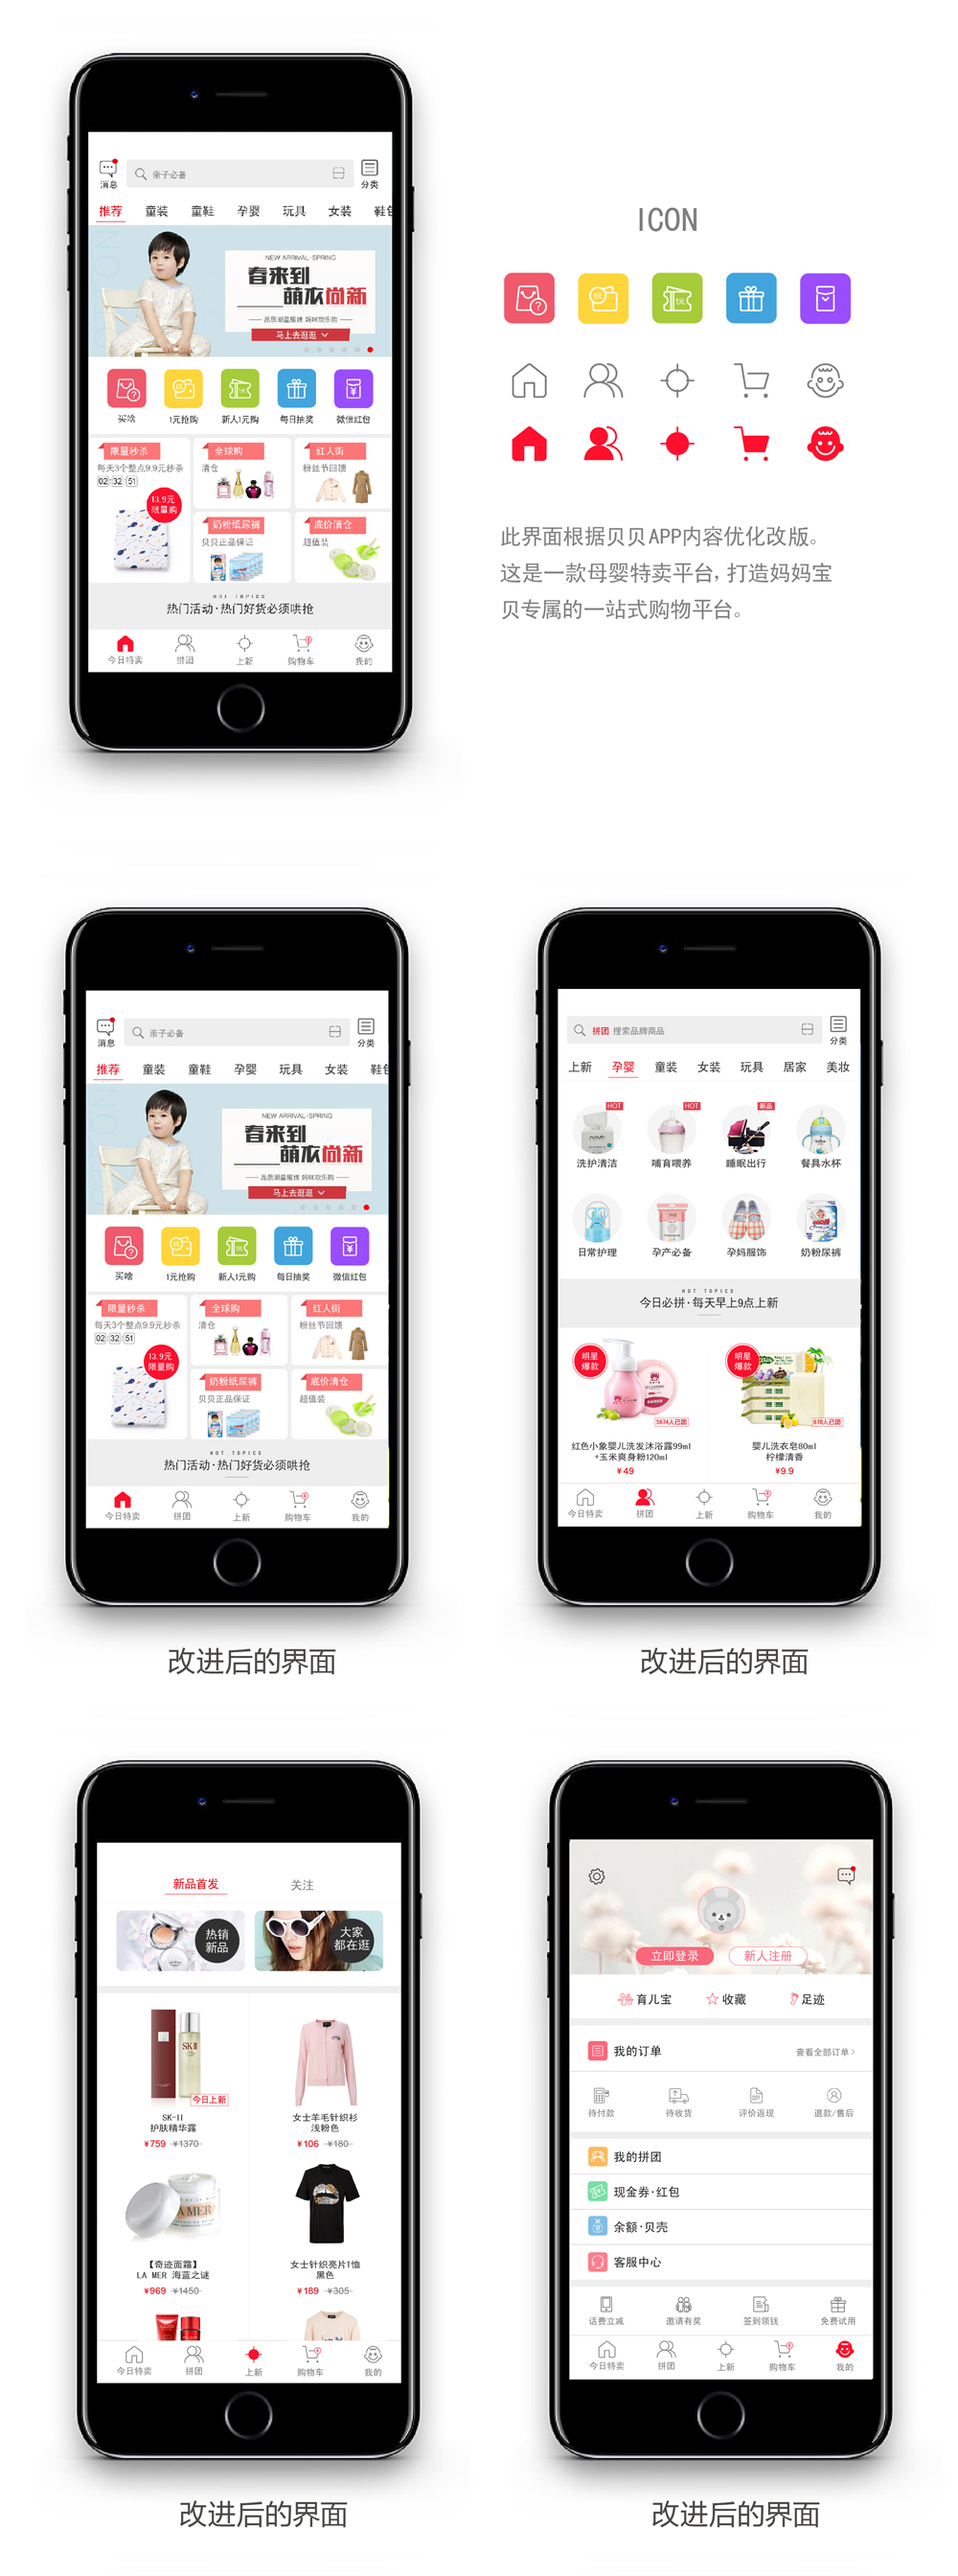 消息
亲子必备
分类
推荐 童装 童鞋 孕婴 玩具 女装 鞋包
NEW ARRIVAL-SPRING
春来到
萌衣尚新
品质潮童服饰 妈咪欢乐购
马上去逛逛
买啥 1元抢购 新人1元购 每日抽奖 微信红包
限量秒杀 全球购 红人街
每天3个整点9.9元秒杀 清仓 粉丝节回馈
02:32:51
13.9元
限量购
奶粉纸尿裤 底价清仓
贝贝正品保证 超值装
HOT TOPICS
热门活动·热门好货必须哄抢
今日特卖 拼团 上新 购物车 我的
ICON
1元
此界面根据贝贝APP内容优化改版。
这是一款母婴特卖平台, 打造妈妈宝
贝专属的一站式购物平台。
消息
亲子必备
分类
推荐 童装 童鞋 孕婴 玩具 女装 鞋包
NEW ARRIVAL-SPRING
春来到
萌衣尚新
品质潮童服饰 妈咪欢乐购
马上去逛逛
买啥 1元抢购 新人1元购 每日抽奖 微信红包
限量秒杀 全球购 红人街
每天3个整点9.9元秒杀 清仓 粉丝节回馈
02:32:51
13.9元
限量购
奶粉纸尿裤 底价清仓
贝贝正品保证 超值装
HOT TOPICS
热门活动·热门好货必须哄抢
今日特卖 拼团 上新 购物车 我的
改进后的界面
拼团 搜索品牌商品
分类
上新 孕婴 童装 女装 玩具 居家 美妆
HOT HOT 新品
洗护清洁 哺育喂养 睡眠出行 餐具水杯
日常护理 孕产必备 孕妈服饰 奶粉尿裤
HOT TOPICS
今日必拼·每天早上9点上新
明星
爆款
明星
爆款
5674人已团 678人已团
红色小象婴儿洗发沐浴露99ml
+玉米爽身粉120ml
¥49
婴儿洗衣皂80ml
柠檬清香
¥9.9
今日特卖 拼团 上新 购物车 我的
改进后的界面
新品首发 关注
热销
新品
大家
都在逛
SK-II
今日上新
SK-II
护肤精华露
¥759 ¥1370
女士羊毛针织衫
浅粉色
¥106 ¥180
LA MER
【奇迹面霜】
LA MER 海蓝之谜
¥969 ¥1450
女士针织亮片T恤
黑色
¥189 ¥305
今日特卖 拼团 上新 购物车 我的
改进后的界面
立即登录 新人注册
育儿宝 收藏 足迹
我的订单 查看全部订单>
待付款 待收货 评价返现 退款/售后
我的拼团
现金券·红包
余额·贝壳
客服中心
话费立减 邀请有奖 签到领钱 免费试用
今日特卖 拼团 上新 购物车 我的
改进后的界面